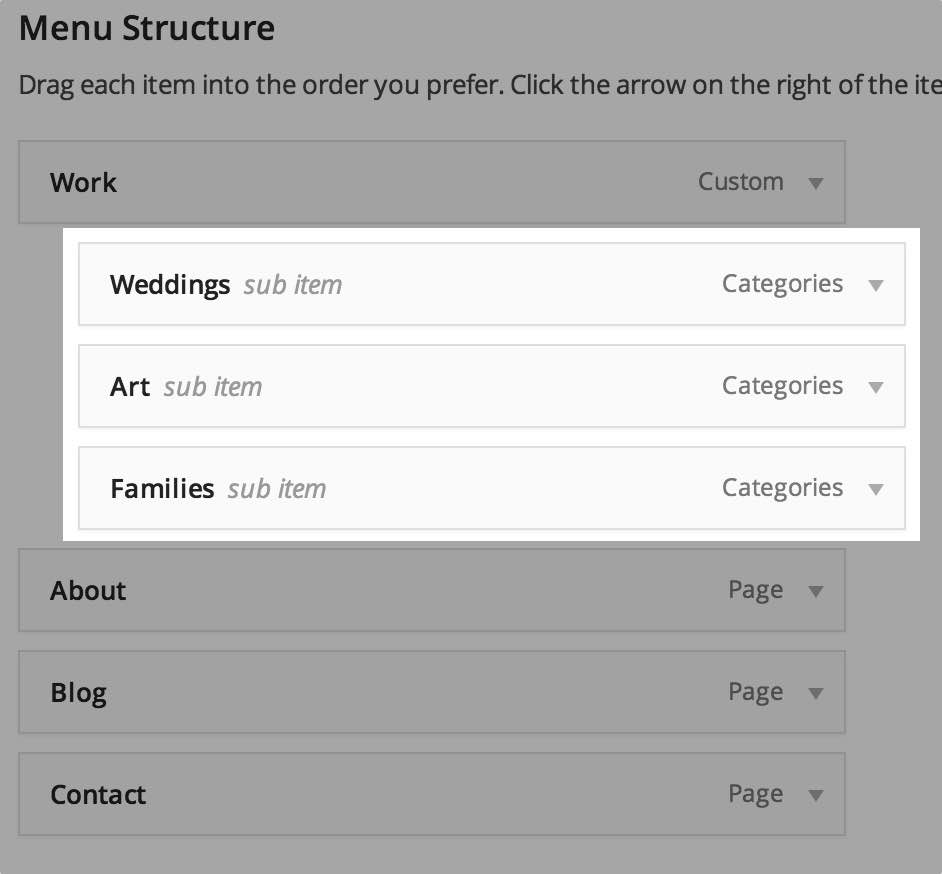 Menu Structure
Drag each item into the order you prefer. Click the arrow on the right of the ite
Work Custom
Weddings sub item Categories
Art sub item Categories
Families sub item Categories
About Page
Blog Page
Contact Page